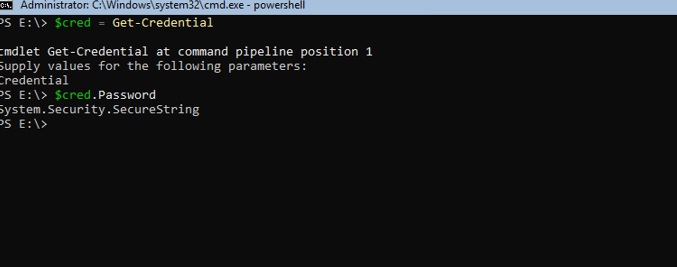 Administrator: C:\Windows\system32\cmd.exe - powershell
PS E:\> $cred = Get-Credential
cmdlet Get-Credential at command pipeline position 1
Supply values for the following parameters:
Credential
PS E:\> $cred.Password
System.Security.SecureString
PS E:\>